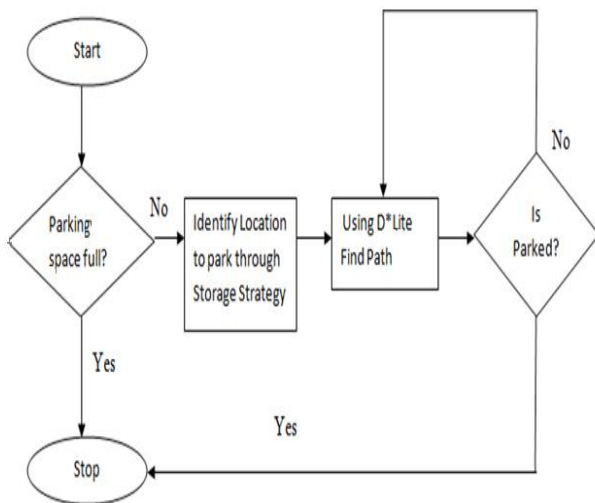 Start
Parking
space full?
No
Yes
Identify Location
to park through
Storage Strategy
Using D*Lite
Find Path
Is
Parked?
No
Yes
Stop